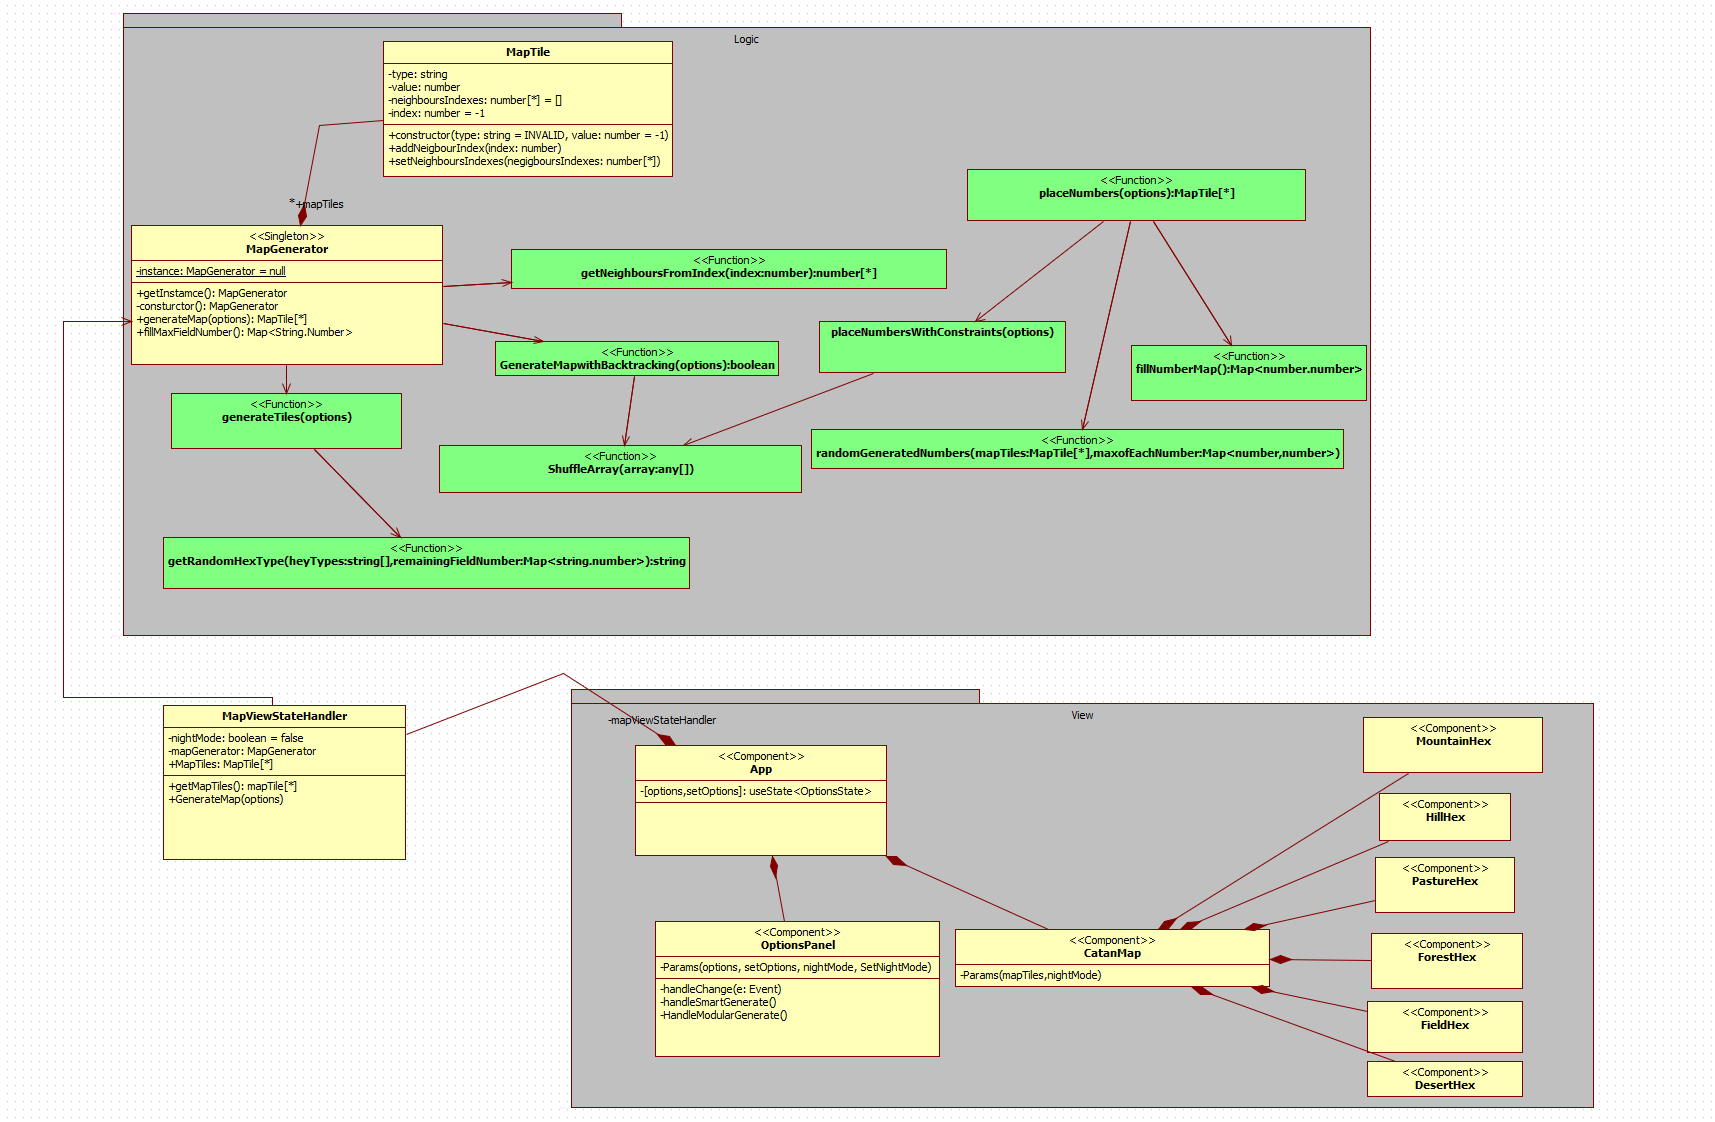 Logic
MapTile
-type: string
-value: number
-neighboursIndexes: number[*] = []
-index: number = -1
+constructor(type: string = INVALID, value: number = -1)
+addNeigbourIndex(index: number)
+setNeighboursIndexes(negigboursIndexes: number[*])
*
+mapTiles
<<Singleton>>
MapGenerator
-instance: MapGenerator = null
+getInstamce(): MapGenerator
-consturctor(): MapGenerator
+generateMap(options): MapTile[*]
+fillMaxFieldNumber(): Map<String.Number>
<<Function>>
placeNumbers(options):MapTile[*]
<<Function>>
getNeighboursFromIndex(index:number):number[*]
<<Function>>
GenerateMapwithBacktracking(options):boolean
placeNumbersWithConstraints(options)
<<Function>>
fillNumberMap():Map<number.number>
<<Function>>
generateTiles(options)
<<Function>>
ShuffleArray(array:any[])
<<Function>>
randomGeneratedNumbers(mapTiles:MapTile[*],maxofEachNumber:Map<number,number>)
<<Function>>
getRandomHexType(heyTypes:string[],remainingFieldNumber:Map<string.number>):string
MapViewStateHandler
-nightMode: boolean = false
-mapGenerator: MapGenerator
+MapTiles: MapTile[*]
+getMapTiles(): mapTile[*]
+GenerateMap(options)
View
-mapViewStateHandler
<<Component>>
App
-[options,setOptions]: useState<OptionsState>
<<Component>>
OptionsPanel
-Params(options, setOptions, nightMode, SetNightMode)
-handleChange(e: Event)
-handleSmartGenerate()
-HandleModularGenerate()
<<Component>>
CatanMap
-Params(mapTiles,nightMode)
<<Component>>
MountainHex
<<Component>>
HillHex
<<Component>>
PastureHex
<<Component>>
ForestHex
<<Component>>
FieldHex
<<Component>>
DesertHex